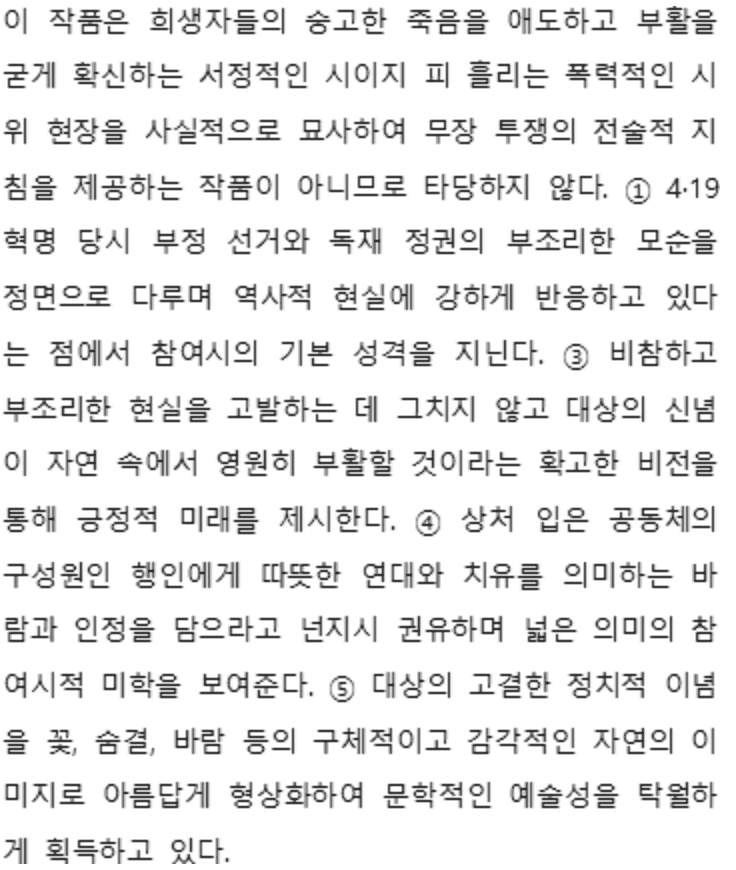 이 작품은 희생자들의 숭고한 죽음을 애도하고 부활을
굳게 확신하는 서정적인 시이지 피 흘리는 폭력적인 시
위 현장을 사실적으로 묘사하여 무장 투쟁의 전술적 지
침을 제공하는 작품이 아니므로 타당하지 않다. ① 4·19
혁명 당시 부정 선거와 독재 정권의 부조리한 모순을
정면으로 다루며 역사적 현실에 강하게 반응하고 있다
는 점에서 참여시의 기본 성격을 지닌다. ③ 비참하고
부조리한 현실을 고발하는 데 그치지 않고 대상의 신념
이 자연 속에서 영원히 부활할 것이라는 확고한 비전을
통해 긍정적 미래를 제시한다. ④ 상처 입은 공동체의
구성원인 행인에게 따뜻한 연대와 치유를 의미하는 바
람과 인정을 담으라고 넌지시 권유하며 넓은 의미의 참
여시적 미학을 보여준다. ⑤ 대상의 고결한 정치적 이념
을 꽃, 숨결, 바람 등의 구체적이고 감각적인 자연의 이
미지로 아름답게 형상화하여 문학적인 예술성을 탁월하
게 획득하고 있다.